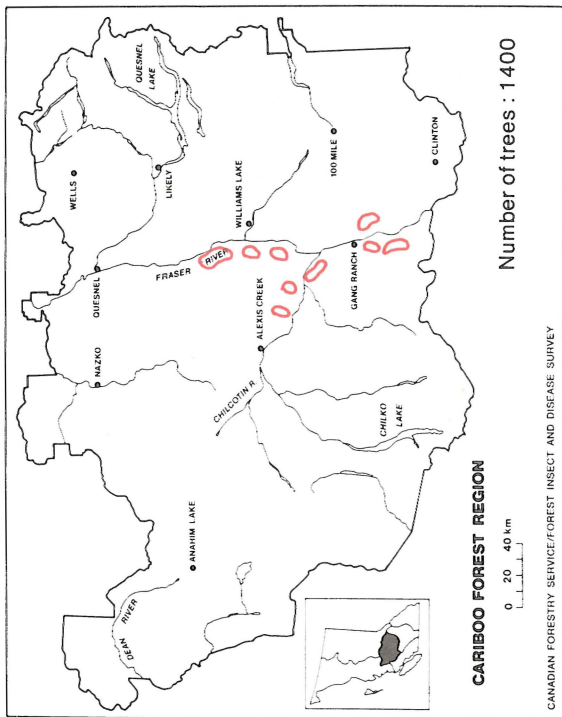 QUESNEL
LAKE
WELLS
LIKELY
QUESNEL
NAZKO
WILLIAMS LAKE
FRASER
RIVER
100 MILE
ALEXIS CREEK
CHILCOTIN R.
ANAHIM LAKE
DEAN
RIVER
GANG RANCH
CLINTON
CHILKO
LAKE
Number of trees : 1400
CARIBOO FOREST REGION
0 20 40 km
CANADIAN FORESTRY SERVICE/FOREST INSECT AND DISEASE SURVEY